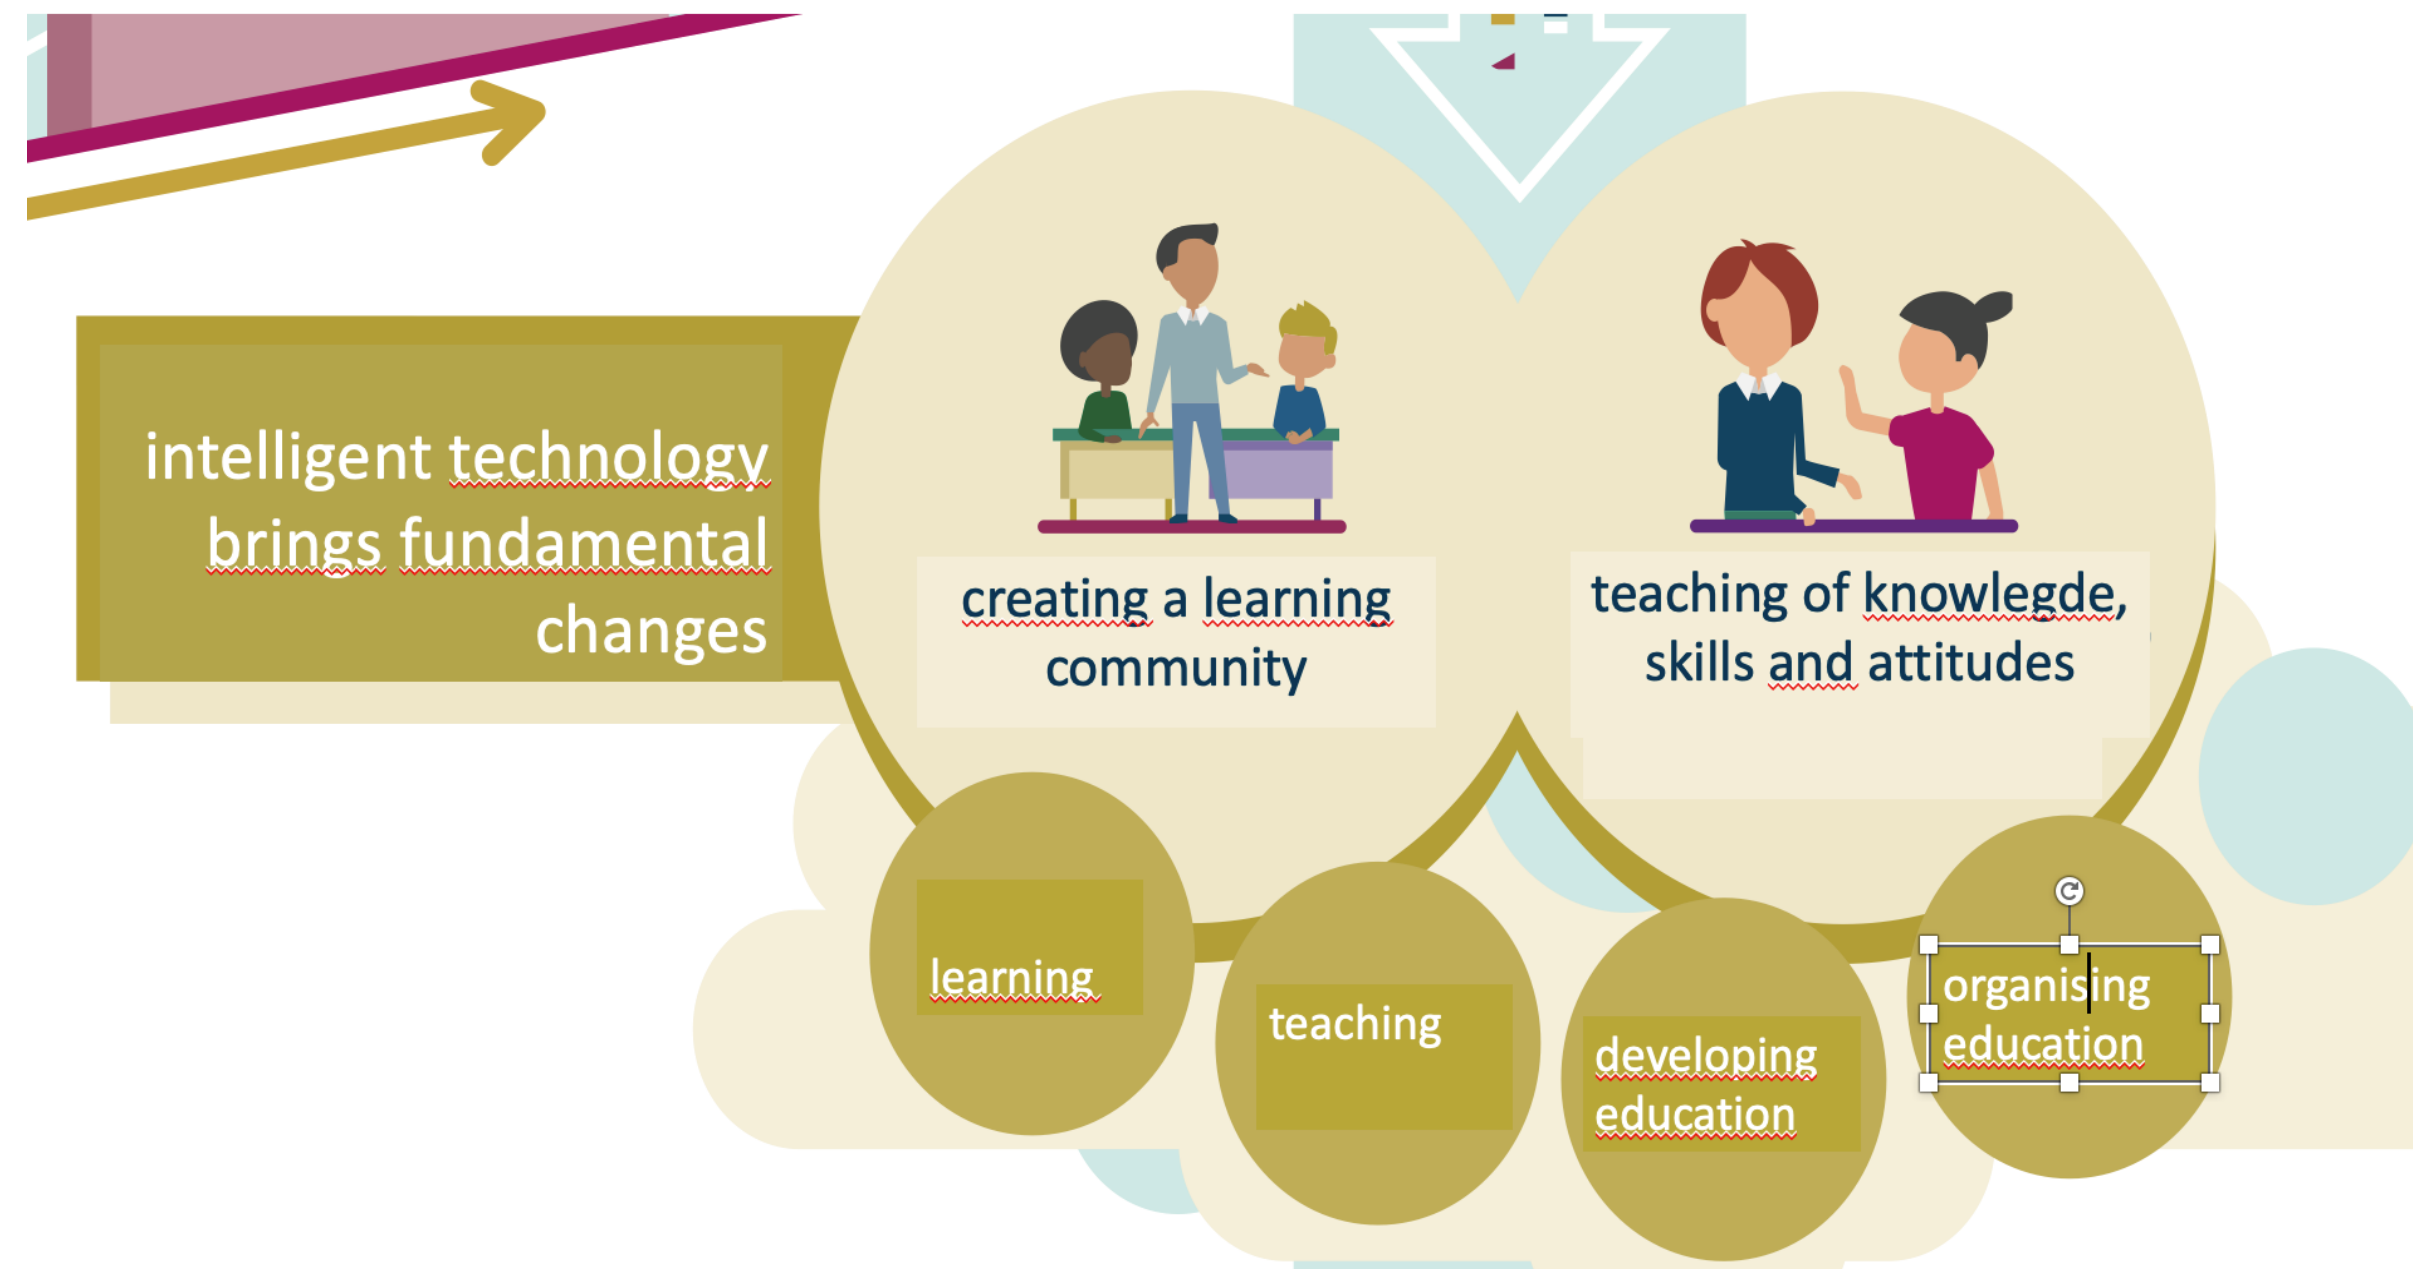 intelligent technology
brings fundamental
changes
creating a learning
community
teaching of knowlegde,
skills and attitudes
learning
teaching
developing
education
organising
education